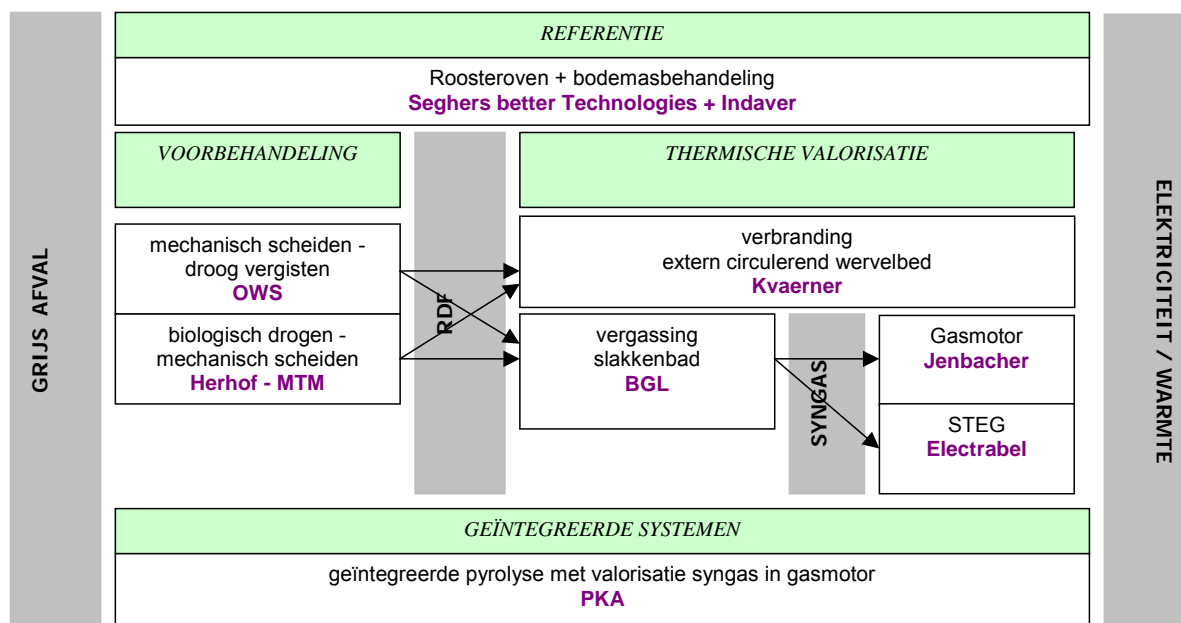 GRIJS AFVAL
REFERENTIE
Roosteroven + bodemasbehandeling
Seghers better Technologies + Indaver
VOORBEHANDELING
mechanisch scheiden -
droog vergisten
OWS
biologisch drogen -
mechanisch scheiden
Herhof - MTM
RDF
THERMISCHE VALORISATIE
verbranding
extern circulerend wervelbed
Kvaerner
vergassing
slakkenbad
BGL
SYNGAS
Gasmotor
Jenbacher
STEG
Electrabel
GEÏNTEGREERDE SYSTEMEN
geïntegreerde pyrolyse met valorisatie syngas in gasmotor
PKA
ELEKTRICITEIT / WARMTE